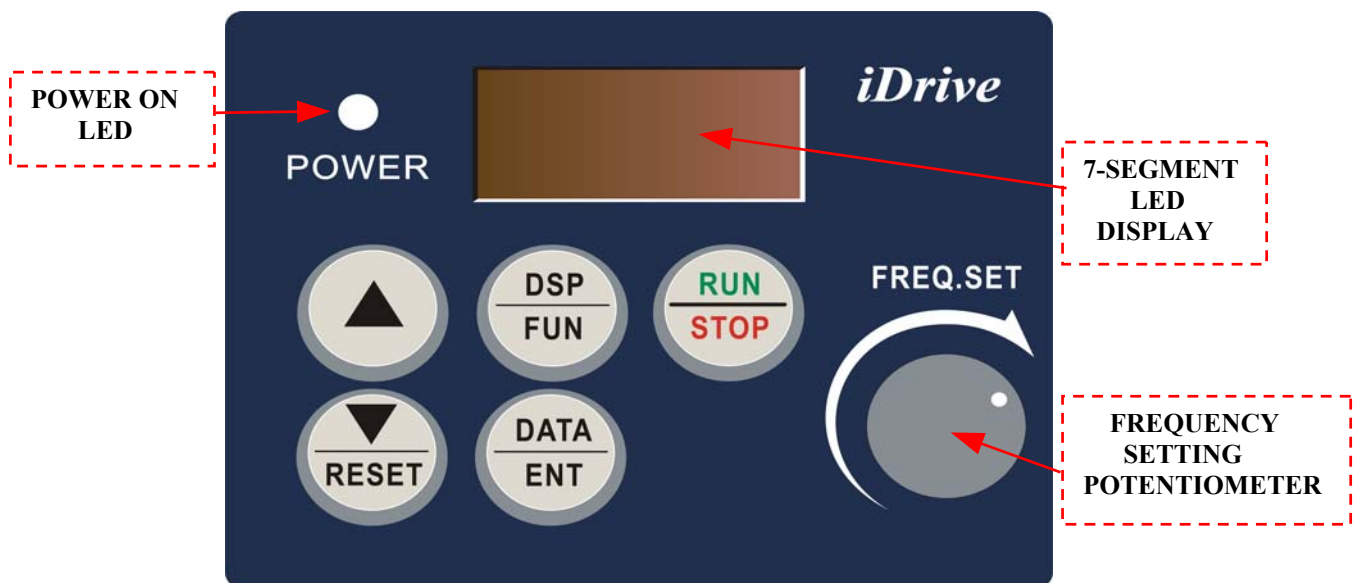 POWER ON
LED
POWER
iDrive
7-SEGMENT
LED
DISPLAY
DSP
FUN
RUN
STOP
FREQ.SET
RESET
DATA
ENT
FREQUENCY
SETTING
POTENTIOMETER